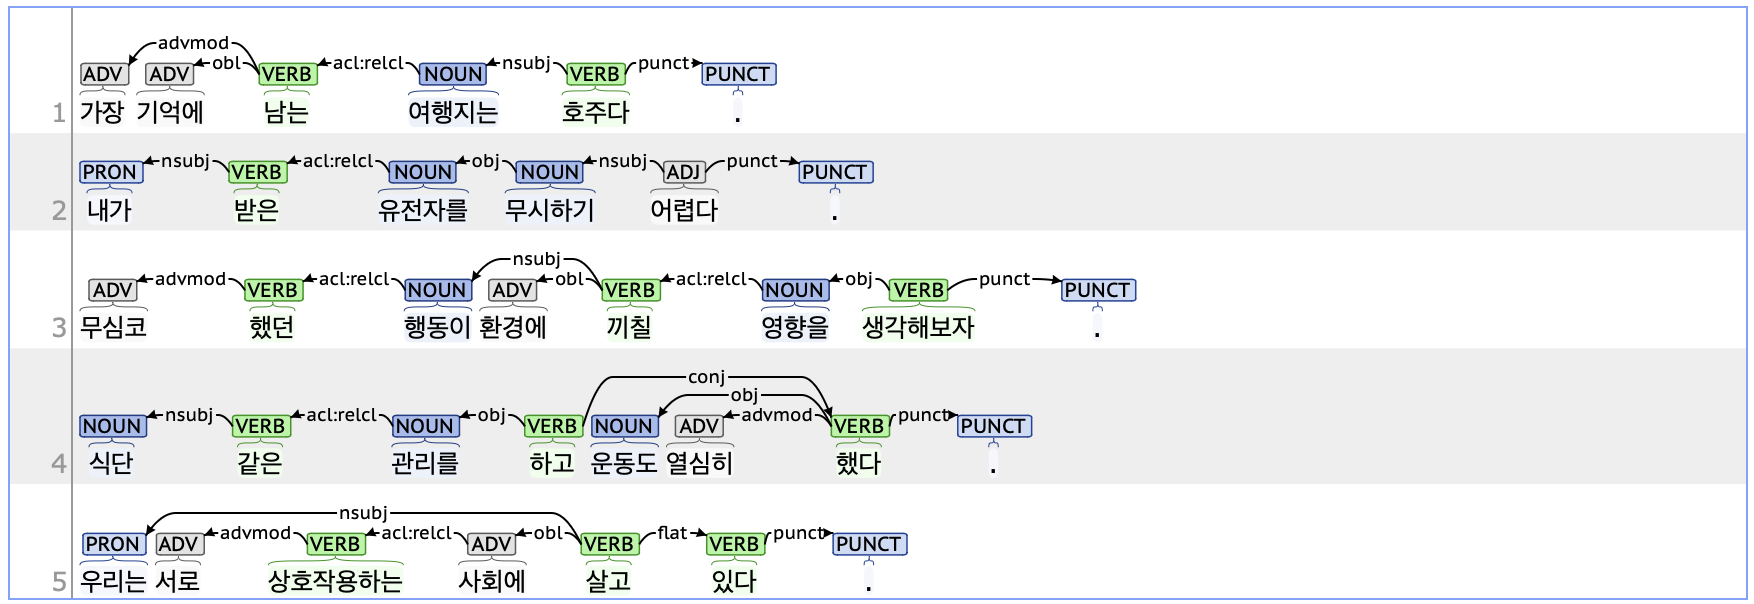 advmod
obl acl:relcl nsubj punct
ADV ADV VERB NOUN VERB PUNCT
1 가장 기억에 남는 여행지는 호주다 .
nsubj acl:relcl obj nsubj punct
PRON VERB NOUN NOUN ADJ PUNCT
2 내가 받은 유전자를 무시하기 어렵다 .
nsubj
advmod acl:relcl obl acl:relcl obj punct
ADV VERB NOUN ADV VERB NOUN VERB PUNCT
3 무심코 했던 행동이 환경에 끼칠 영향을 생각해보자 .
conj
obj
nsubj acl:relcl obj advmod punct
NOUN VERB NOUN VERB NOUN ADV VERB PUNCT
4 식단 같은 관리를 하고 운동도 열심히 했다 .
nsubj
advmod acl:relcl obl flat punct
PRON ADV VERB ADV VERB VERB PUNCT
5 우리는 서로 상호작용하는 사회에 살고 있다 .